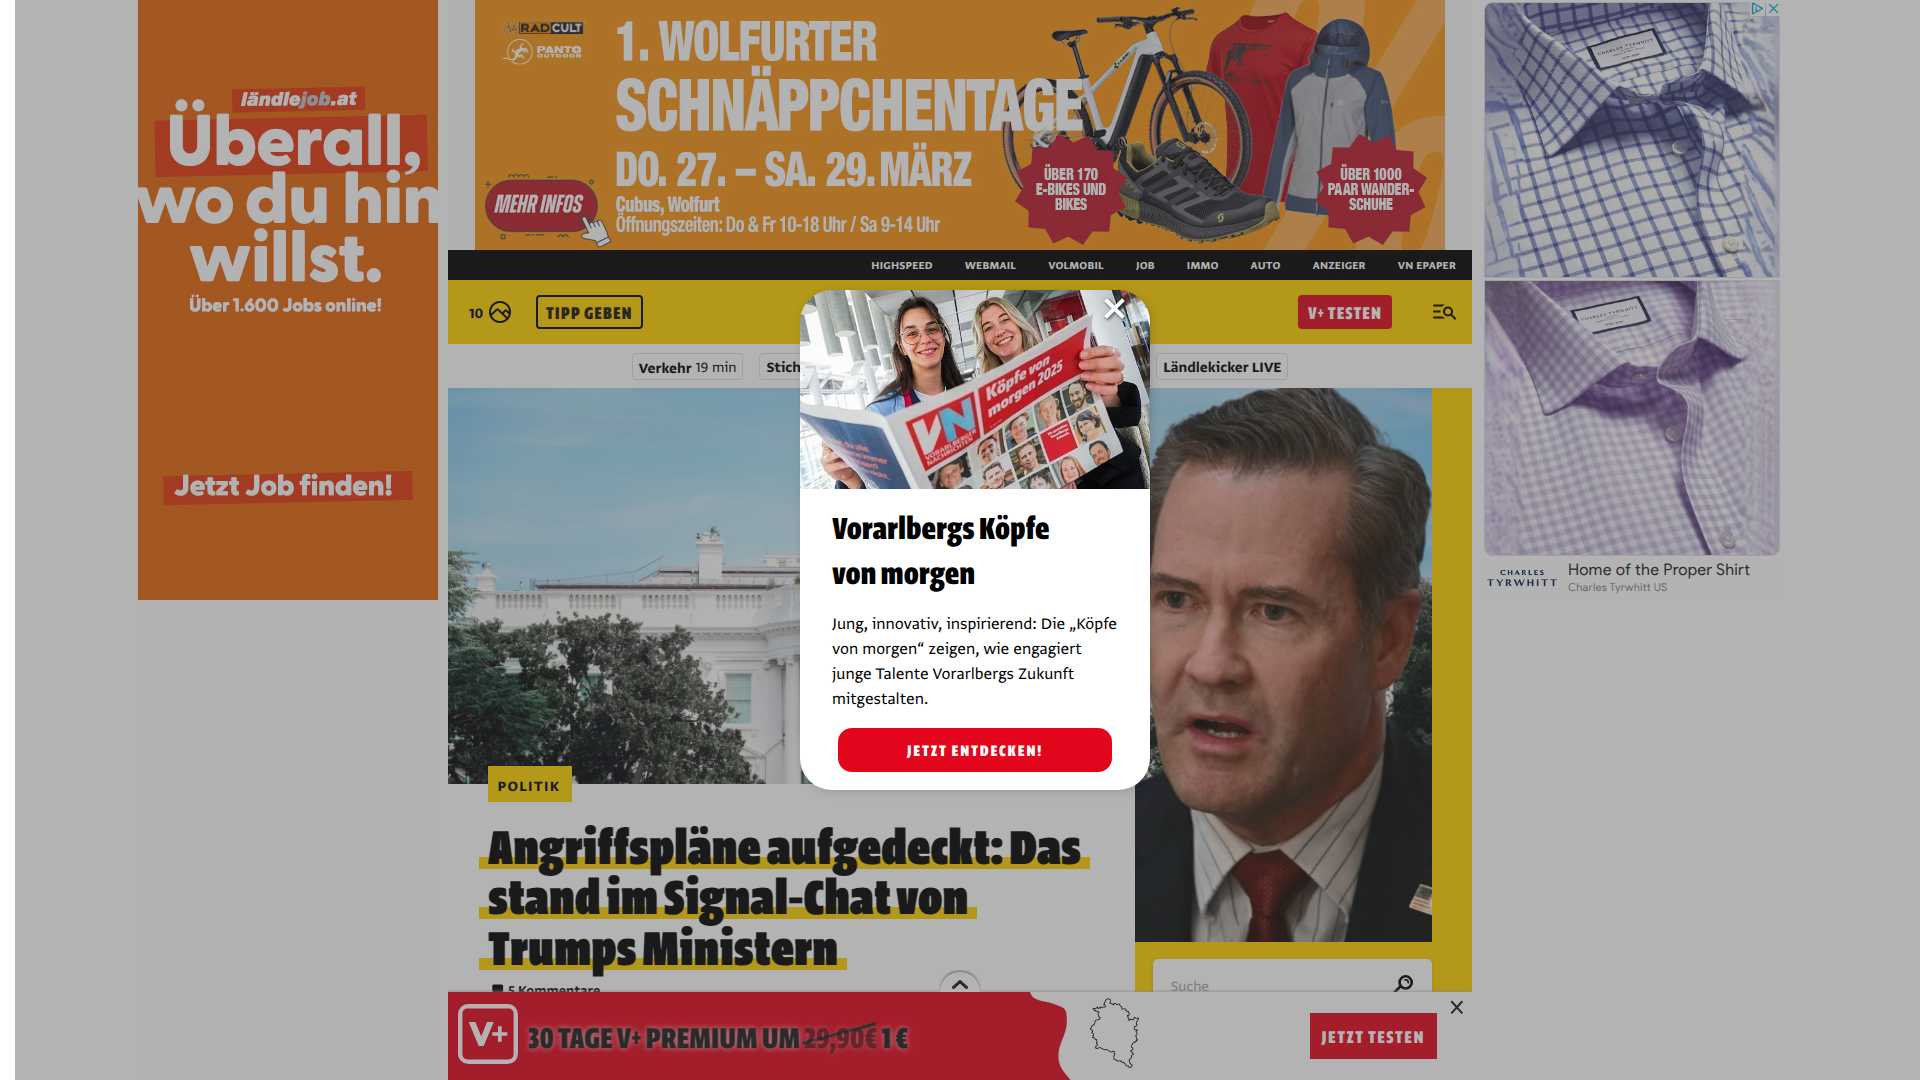 ländlejob.at
Überall,
wo du hin
willst.
Über 1.600 Jobs online!
Jetzt Job finden!
RADCULT
PANTO
OUTDOOR
1. WOLFURTER
SCHNÄPPCHENTAGE
DO. 27. – SA. 29. MÄRZ
MEHR INFOS
Cubus, Wolfurt
Öffnungszeiten: Do & Fr 10-18 Uhr / Sa 9-14 Uhr
ÜBER 170
E-BIKES UND
BIKES
ÜBER 1000
PAAR WANDER-
SCHUHE
HIGHSPEED WEBMAIL VOLMOBIL JOB IMMO AUTO ANZEIGER VN EPAPER
10 TIPP GEBEN V+ TESTEN
Verkehr 19 min Stich Ländlekicker LIVE
Köpfe von
morgen 2025
VN
VORARLBERGER
NACHRICHTEN
Vorarlbergs Köpfe
von morgen
Jung, innovativ, inspirierend: Die „Köpfe
von morgen“ zeigen, wie engagiert
junge Talente Vorarlbergs Zukunft
mitgestalten.
JETZT ENTDECKEN!
POLITIK
Angriffspläne aufgedeckt: Das
stand im Signal-Chat von
Trumps Ministern
5 Kommentare
Suche
V+ 30 TAGE V+ PREMIUM UM 29,90€ 1 €
JETZT TESTEN
CHARLES TYRWHITT
CHARLES TYRWHITT
CHARLES
TYRWHITT
Home of the Proper Shirt
Charles Tyrwhitt US